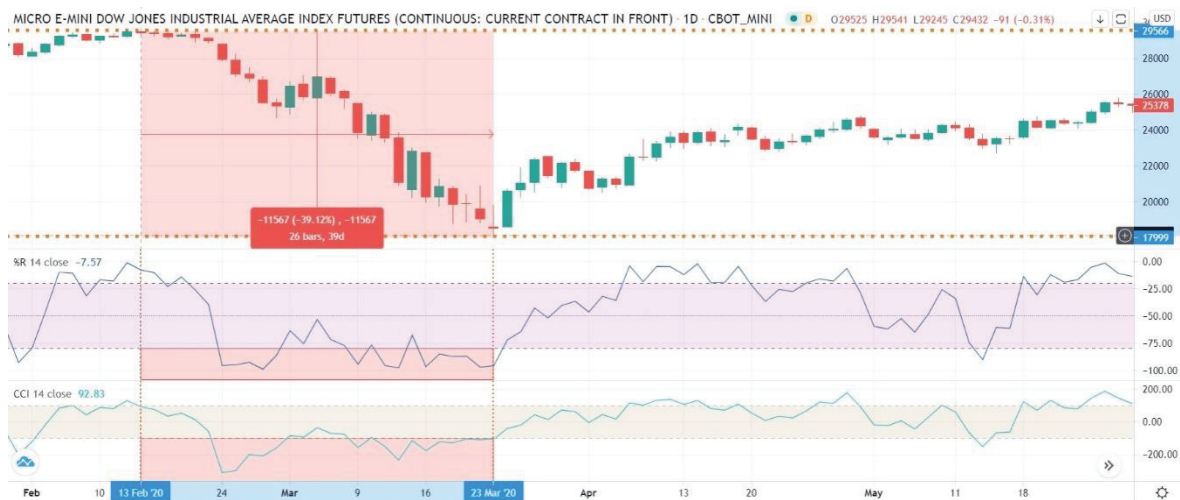 MICRO E-MINI DOW JONES INDUSTRIAL AVERAGE INDEX FUTURES (CONTINUOUS: CURRENT CONTRACT IN FRONT) · 1D · CBOT_MINI D O29525 H29541 L29245 C29432 −91 (−0.31%) USD
29566
28000
26000
25378
24000
22000
20000
17999
−11567 (−39.12%) , −11567
26 bars, 39d
%R 14 close −7.57
0.00
−25.00
−50.00
−75.00
−100.00
CCI 14 close 92.83
200.00
0.00
−200.00
Feb 10 13 Feb '20 24 Mar 9 16 23 Mar '20 Apr 13 20 May 11 18